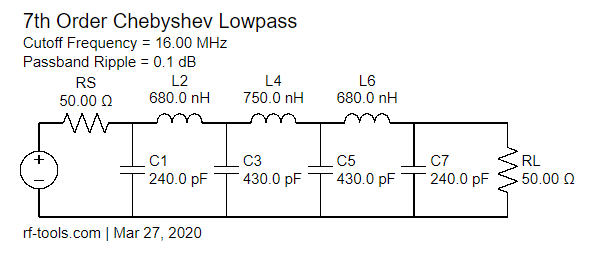 7th Order Chebyshev Lowpass
Cutoff Frequency = 16.00 MHz
Passband Ripple = 0.1 dB
RS
50.00 Ω
L2
680.0 nH
L4
750.0 nH
L6
680.0 nH
+
C1
240.0 pF
C3
430.0 pF
C5
430.0 pF
C7
240.0 pF
RL
50.00 Ω
rf-tools.com | Mar 27, 2020